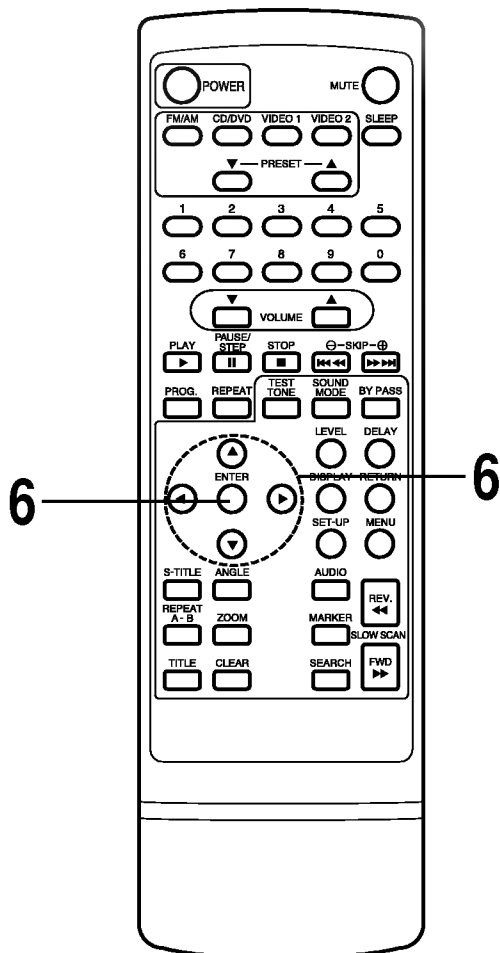 POWER MUTE
FM/AM CD/DVD VIDEO 1 VIDEO 2 SLEEP
▼ — PRESET — ▲
1 2 3 4 5
6 7 8 9 0
▼ VOLUME ▲
PLAY PAUSE/STEP STOP ⊖-SKIP-⊕
PROG. REPEAT TEST TONE SOUND MODE BY PASS
LEVEL DELAY
6 ENTER DISPLAY RETURN 6
SET-UP MENU
S-TITLE ANGLE AUDIO REV.
REPEAT A - B ZOOM MARKER SLOW SCAN
TITLE CLEAR SEARCH FWD